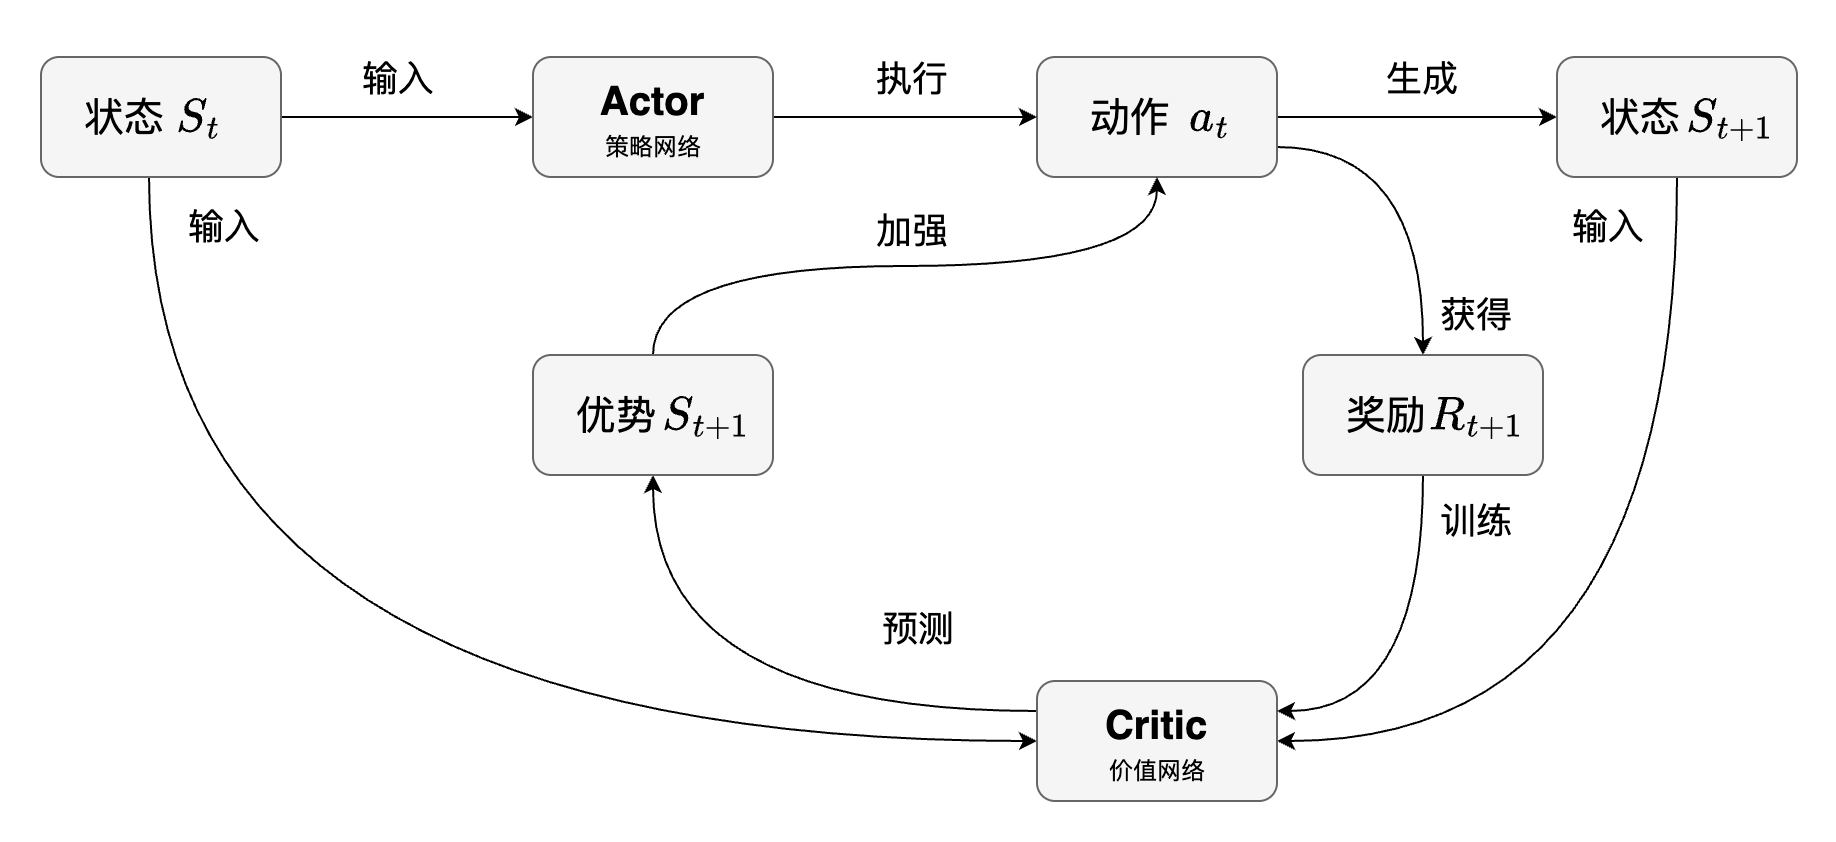 输入
执行
生成
状态 S_t
Actor
策略网络
动作 a_t
状态 S_{t+1}
输入
加强
输入
获得
优势 S_{t+1}
奖励 R_{t+1}
训练
预测
Critic
价值网络